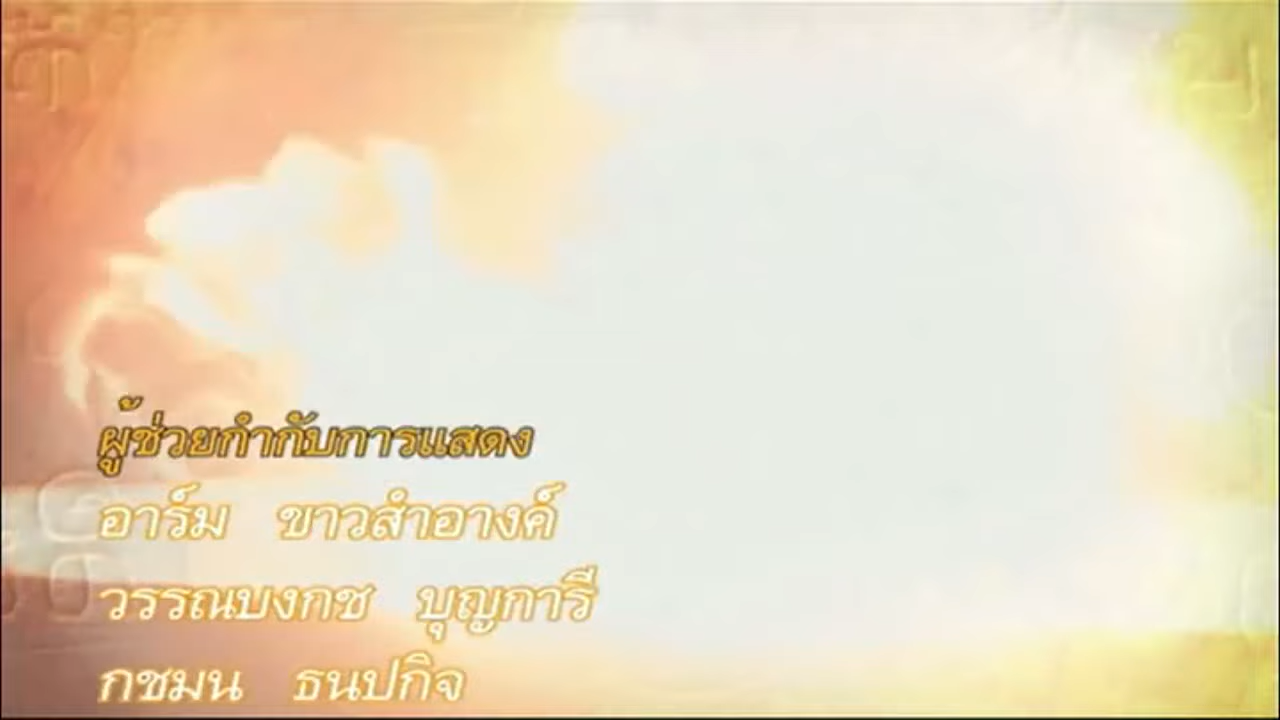 ผู้ช่วยกำกับการแสดง
อาร์ม ขาวสำอางค์
วรรณบงกช บุญการี
กชมน ธนปกิจ